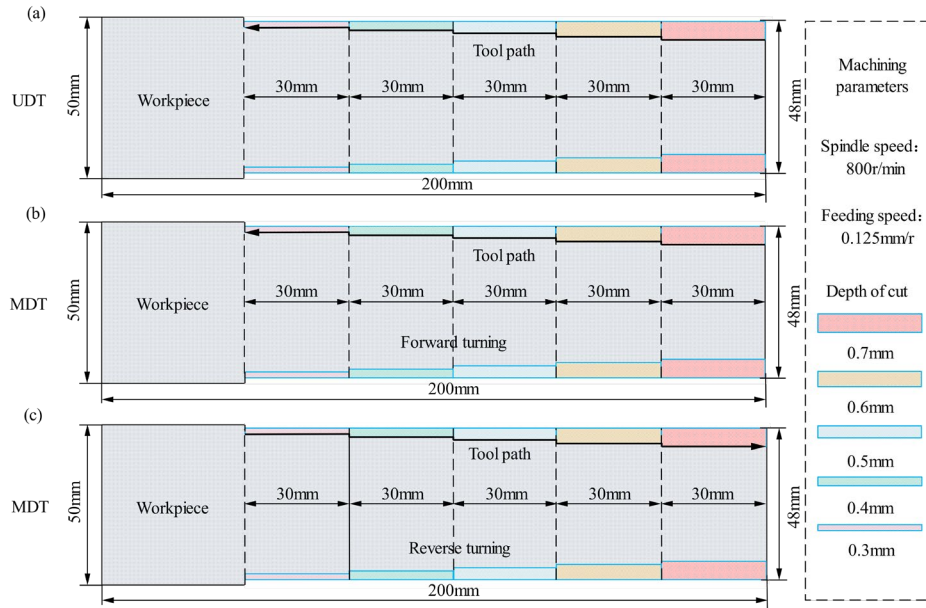 (a)
UDT
50mm
Workpiece
Tool path
30mm 30mm 30mm 30mm 30mm
48mm
200mm
(b)
MDT
50mm
Workpiece
Tool path
30mm 30mm 30mm 30mm 30mm
Forward turning
48mm
200mm
(c)
MDT
50mm
Workpiece
Tool path
30mm 30mm 30mm 30mm 30mm
Reverse turning
48mm
200mm
Machining
parameters
Spindle speed:
800r/min
Feeding speed:
0.125mm/r
Depth of cut
0.7mm
0.6mm
0.5mm
0.4mm
0.3mm